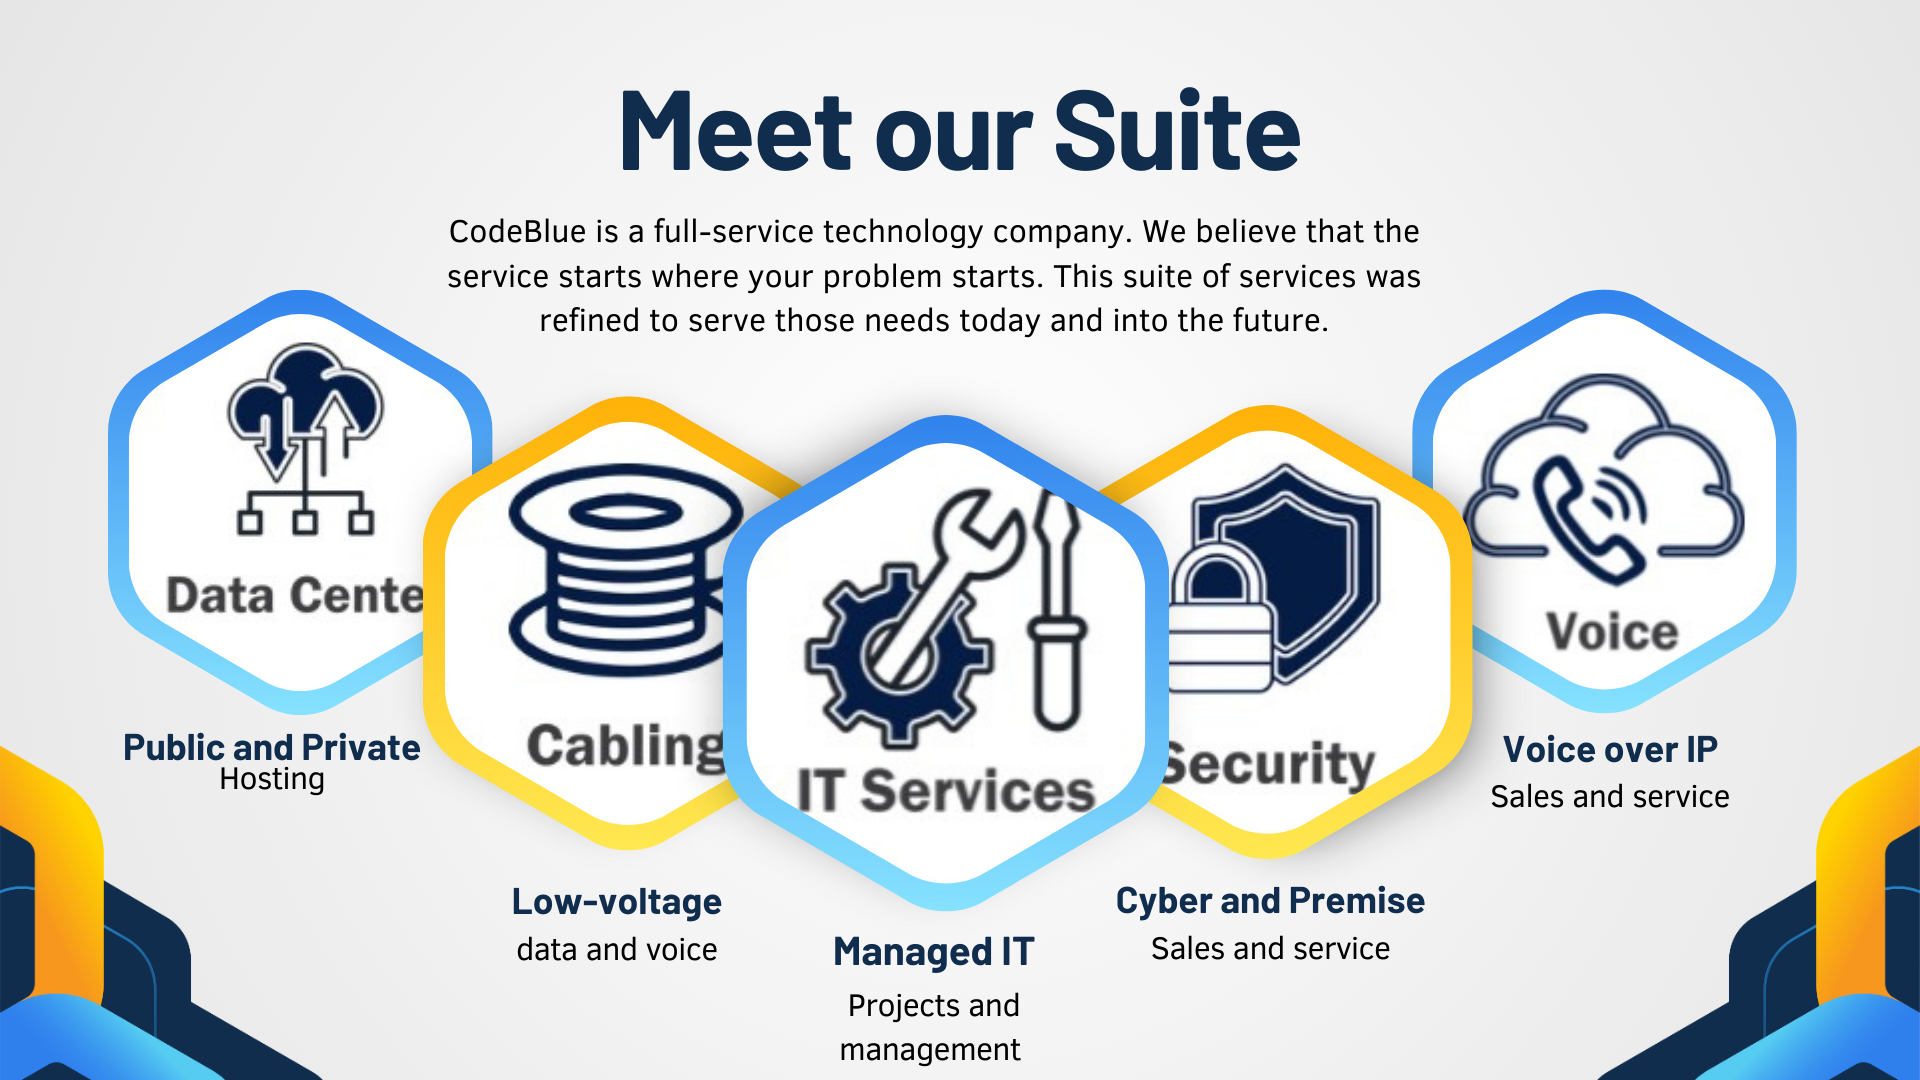 Meet our Suite
CodeBlue is a full-service technology company. We believe that the
service starts where your problem starts. This suite of services was
refined to serve those needs today and into the future.
Data Cente
Public and Private
Hosting
Cabling
Low-voltage
data and voice
IT Services
Managed IT
Projects and
management
Security
Cyber and Premise
Sales and service
Voice
Voice over IP
Sales and service